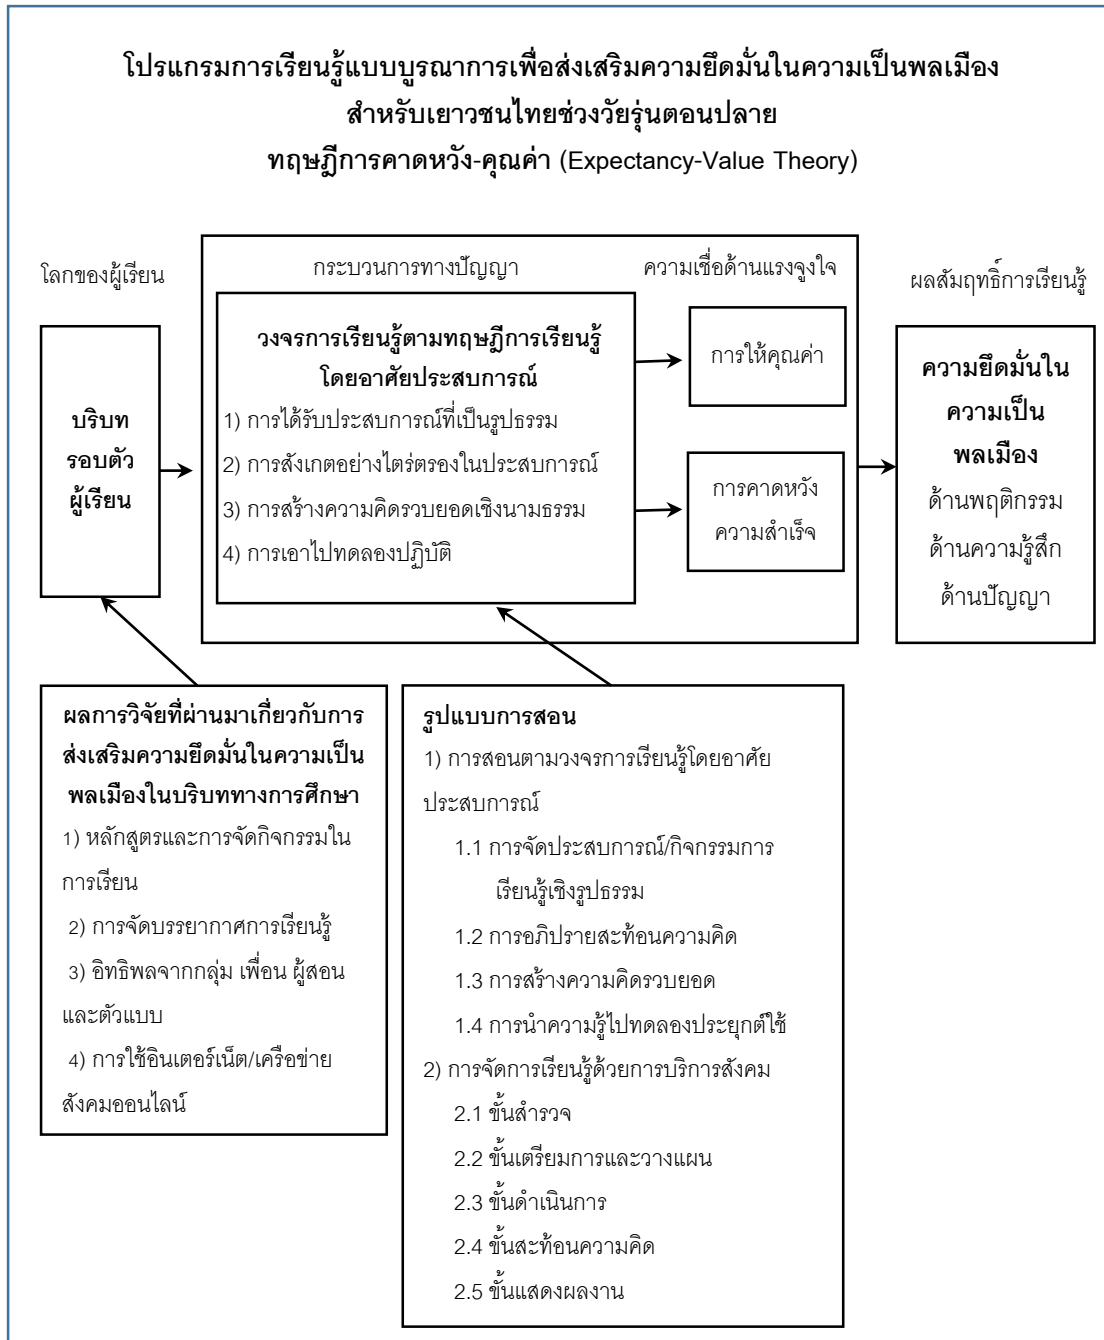 โปรแกรมการเรียนรู้แบบบูรณาการเพื่อส่งเสริมความยึดมั่นในความเป็นพลเมือง
สำหรับเยาวชนไทยช่วงวัยรุ่นตอนปลาย
ทฤษฎีการคาดหวัง-คุณค่า (Expectancy-Value Theory)
โลกของผู้เรียน
กระบวนการทางปัญญา
ความเชื่อด้านแรงจูงใจ
ผลสัมฤทธิ์การเรียนรู้
บริบท
รอบตัว
ผู้เรียน
วงจรการเรียนรู้ตามทฤษฎีการเรียนรู้
โดยอาศัยประสบการณ์
1) การได้รับประสบการณ์ที่เป็นรูปธรรม
2) การสังเกตอย่างไตร่ตรองในประสบการณ์
3) การสร้างความคิดรวบยอดเชิงนามธรรม
4) การเอาไปทดลองปฏิบัติ
การให้คุณค่า
การคาดหวัง
ความสำเร็จ
ความยึดมั่นใน
ความเป็น
พลเมือง
ด้านพฤติกรรม
ด้านความรู้สึก
ด้านปัญญา
ผลการวิจัยที่ผ่านมาเกี่ยวกับการ
ส่งเสริมความยึดมั่นในความเป็น
พลเมืองในบริบททางการศึกษา
1) หลักสูตรและการจัดกิจกรรมใน
การเรียน
2) การจัดบรรยากาศการเรียนรู้
3) อิทธิพลจากกลุ่ม เพื่อน ผู้สอน
และตัวแบบ
4) การใช้อินเตอร์เน็ต/เครือข่าย
สังคมออนไลน์
รูปแบบการสอน
1) การสอนตามวงจรการเรียนรู้โดยอาศัย
ประสบการณ์
1.1 การจัดประสบการณ์/กิจกรรมการ
เรียนรู้เชิงรูปธรรม
1.2 การอภิปรายสะท้อนความคิด
1.3 การสร้างความคิดรวบยอด
1.4 การนำความรู้ไปทดลองประยุกต์ใช้
2) การจัดการเรียนรู้ด้วยการบริการสังคม
2.1 ขั้นสำรวจ
2.2 ขั้นเตรียมการและวางแผน
2.3 ขั้นดำเนินการ
2.4 ขั้นสะท้อนความคิด
2.5 ขั้นแสดงผลงาน